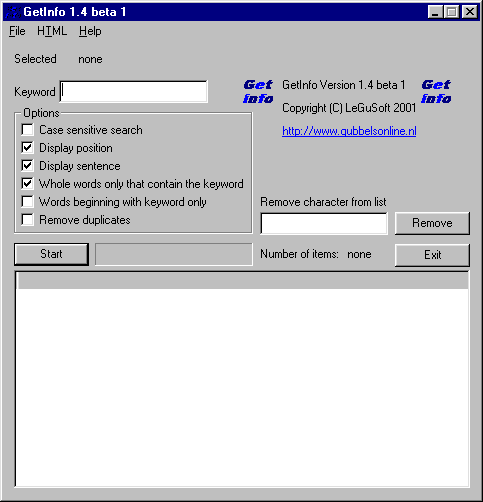 GetInfo 1.4 beta 1
File HTML Help
Selected none
Keyword
Get info
GetInfo Version 1.4 beta 1
Get info
Copyright (C) LeGuSoft 2001
http://www.gubbelsonline.nl
Options
Case sensitive search
Display position
Display sentence
Whole words only that contain the keyword
Words beginning with keyword only
Remove duplicates
Remove character from list
Remove
Start
Number of items: none
Exit